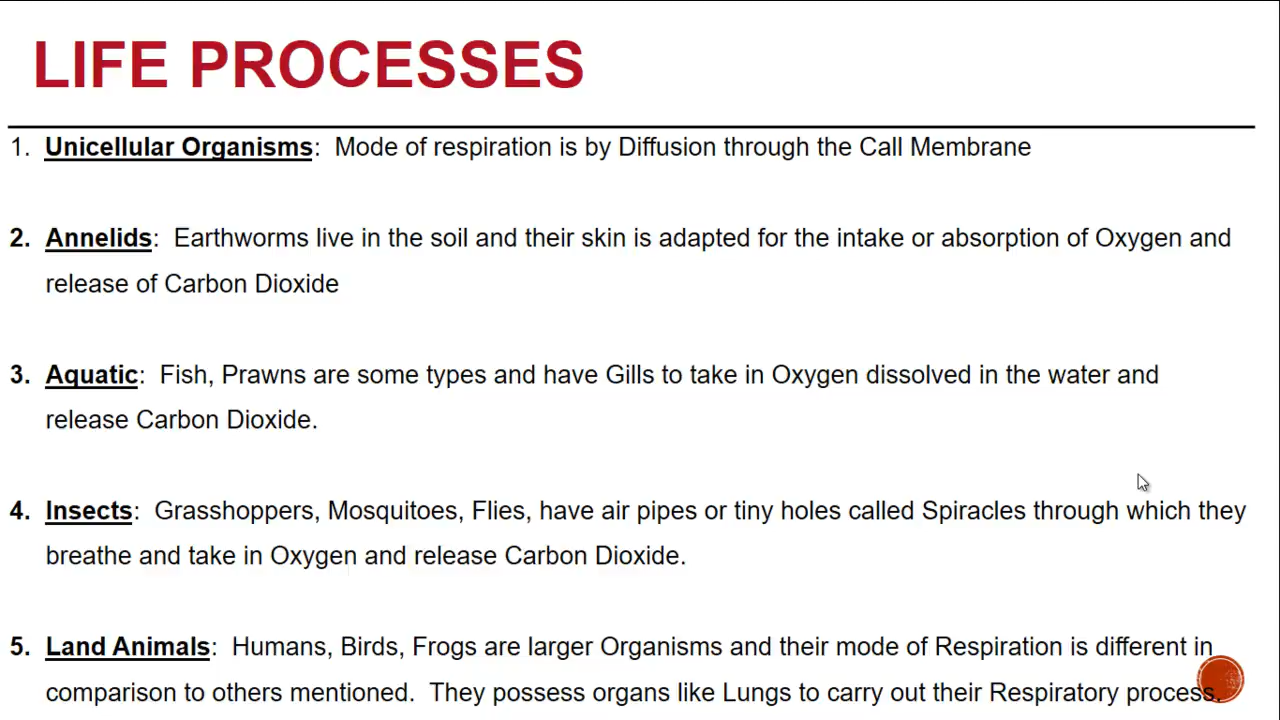 LIFE PROCESSES
1. Unicellular Organisms: Mode of respiration is by Diffusion through the Call Membrane
2. Annelids: Earthworms live in the soil and their skin is adapted for the intake or absorption of Oxygen and
release of Carbon Dioxide
3. Aquatic: Fish, Prawns are some types and have Gills to take in Oxygen dissolved in the water and
release Carbon Dioxide.
4. Insects: Grasshoppers, Mosquitoes, Flies, have air pipes or tiny holes called Spiracles through which they
breathe and take in Oxygen and release Carbon Dioxide.
5. Land Animals: Humans, Birds, Frogs are larger Organisms and their mode of Respiration is different in
comparison to others mentioned. They possess organs like Lungs to carry out their Respiratory process.